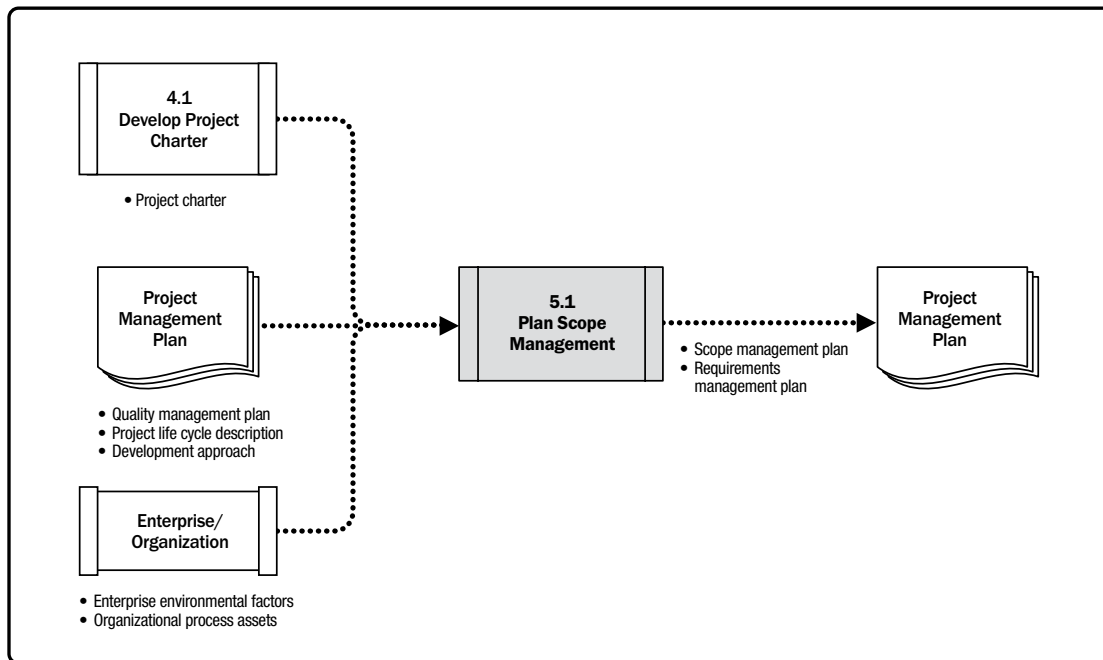 4.1
Develop Project
Charter
• Project charter
Project
Management
Plan
• Quality management plan
• Project life cycle description
• Development approach
Enterprise/
Organization
• Enterprise environmental factors
• Organizational process assets
5.1
Plan Scope
Management
• Scope management plan
• Requirements
management plan
Project
Management
Plan